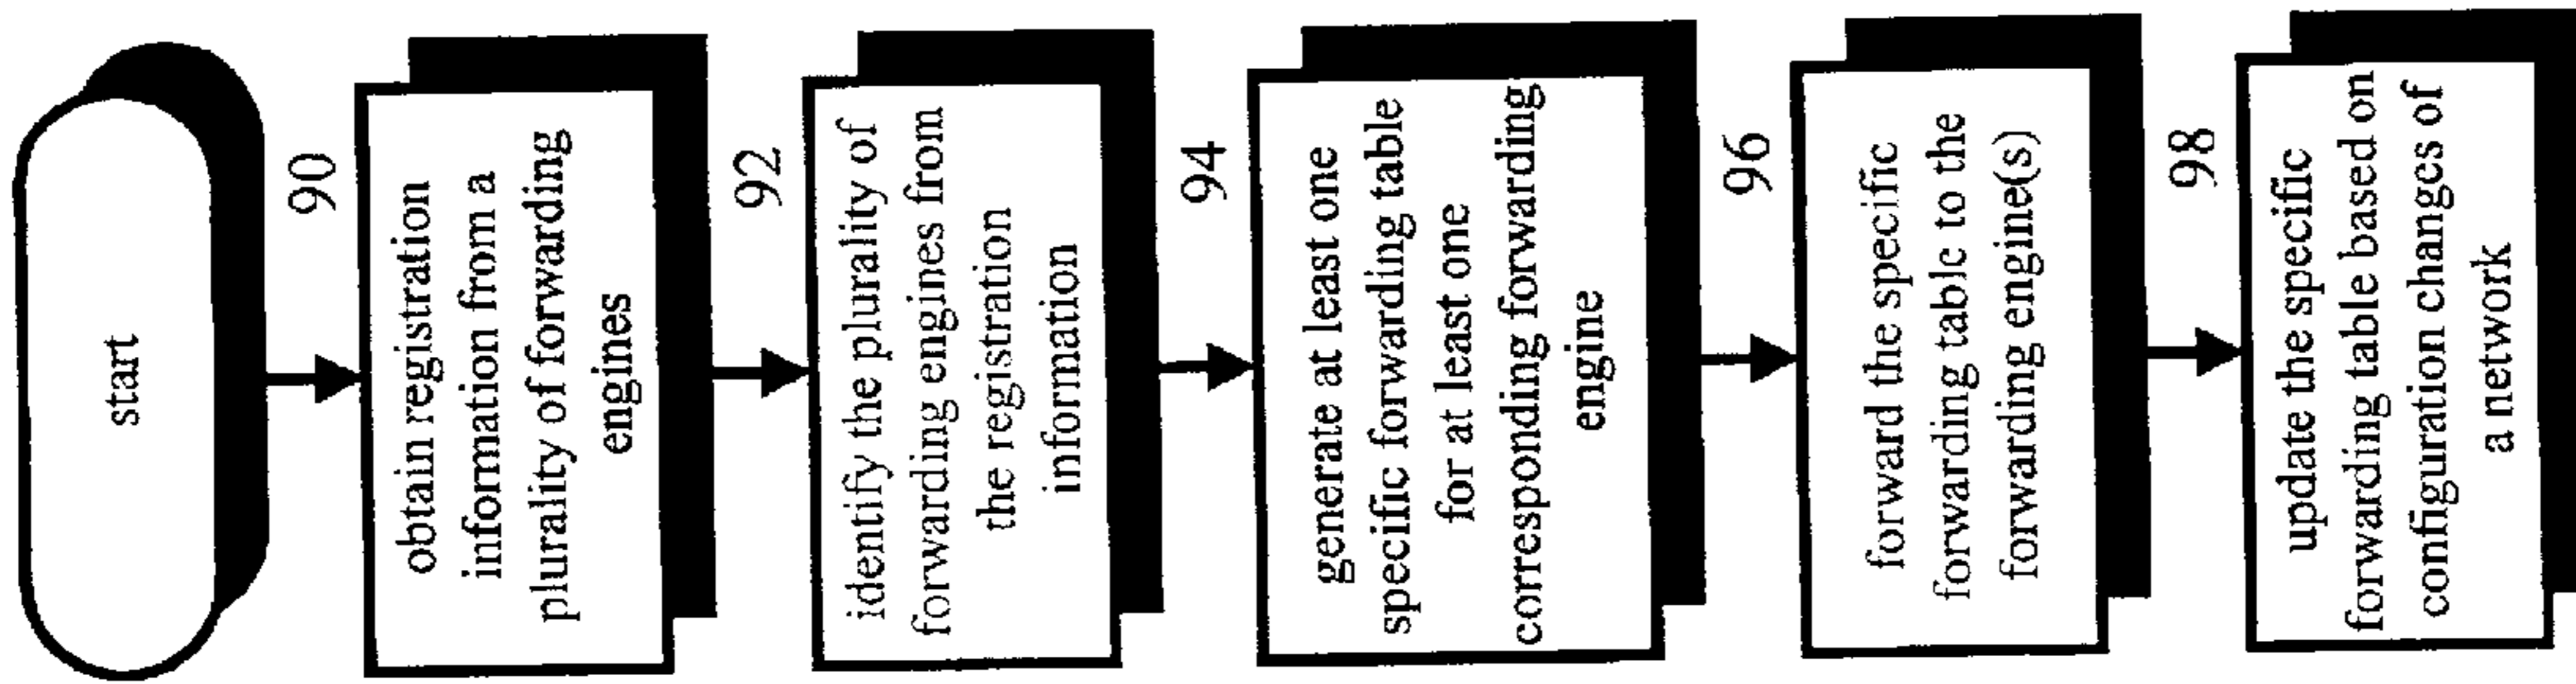 start
90
obtain registration
information from a
plurality of forwarding
engines
92
identify the plurality of
forwarding engines from
the registration
information
94
generate at least one
specific forwarding table
for at least one
corresponding forwarding
engine
96
forward the specific
forwarding table to the
forwarding engine(s)
98
update the specific
forwarding table based on
configuration changes of
a network